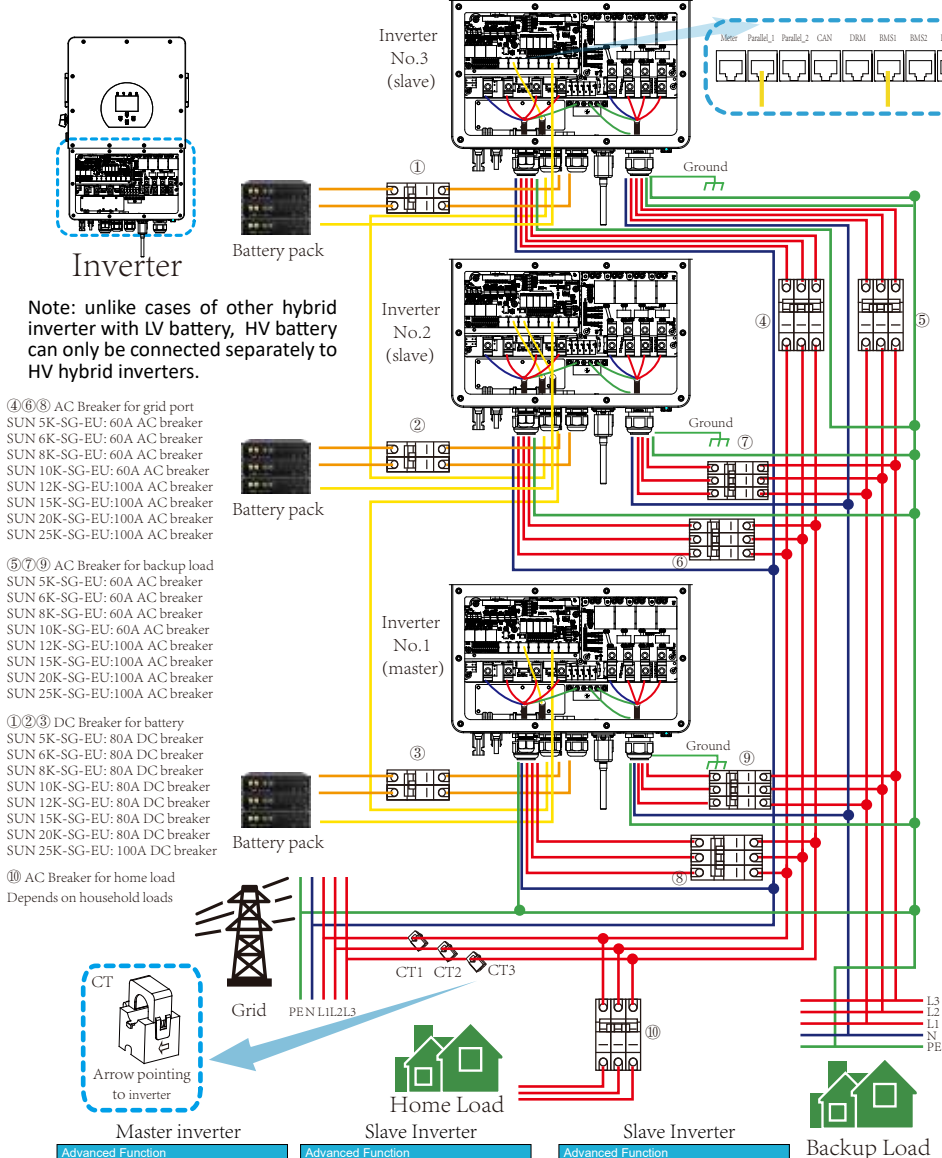 Inverter
No.3
(slave)
Meter Parallel_1 Parallel_2 CAN DRM BMS1 BMS2
①
Ground
Battery pack
Inverter
Note: unlike cases of other hybrid
inverter with LV battery, HV battery
can only be connected separately to
HV hybrid inverters.
Inverter
No.2
(slave)
④
⑤
④⑥⑧ AC Breaker for grid port
SUN 5K-SG-EU: 60A AC breaker
SUN 6K-SG-EU: 60A AC breaker
SUN 8K-SG-EU: 60A AC breaker
SUN 10K-SG-EU: 60A AC breaker
SUN 12K-SG-EU:100A AC breaker
SUN 15K-SG-EU:100A AC breaker
SUN 20K-SG-EU:100A AC breaker
SUN 25K-SG-EU:100A AC breaker
②
Ground
⑦
Battery pack
⑥
⑤⑦⑨ AC Breaker for backup load
SUN 5K-SG-EU: 60A AC breaker
SUN 6K-SG-EU: 60A AC breaker
SUN 8K-SG-EU: 60A AC breaker
SUN 10K-SG-EU: 60A AC breaker
SUN 12K-SG-EU:100A AC breaker
SUN 15K-SG-EU:100A AC breaker
SUN 20K-SG-EU:100A AC breaker
SUN 25K-SG-EU:100A AC breaker
Inverter
No.1
(master)
①②③ DC Breaker for battery
SUN 5K-SG-EU: 80A DC breaker
SUN 6K-SG-EU: 80A DC breaker
SUN 8K-SG-EU: 80A DC breaker
SUN 10K-SG-EU: 80A DC breaker
SUN 12K-SG-EU: 80A DC breaker
SUN 15K-SG-EU: 80A DC breaker
SUN 20K-SG-EU: 80A DC breaker
SUN 25K-SG-EU: 100A DC breaker
③
Ground
⑨
Battery pack
⑧
⑩ AC Breaker for home load
Depends on household loads
CT1 CT2 CT3
CT
Grid
PE N L1L2L3
⑩
Arrow pointing
to inverter
Home Load
L3
L2
L1
N
PE
Backup Load
Master inverter
Slave Inverter
Slave Inverter
Advanced Function
Advanced Function
Advanced Function